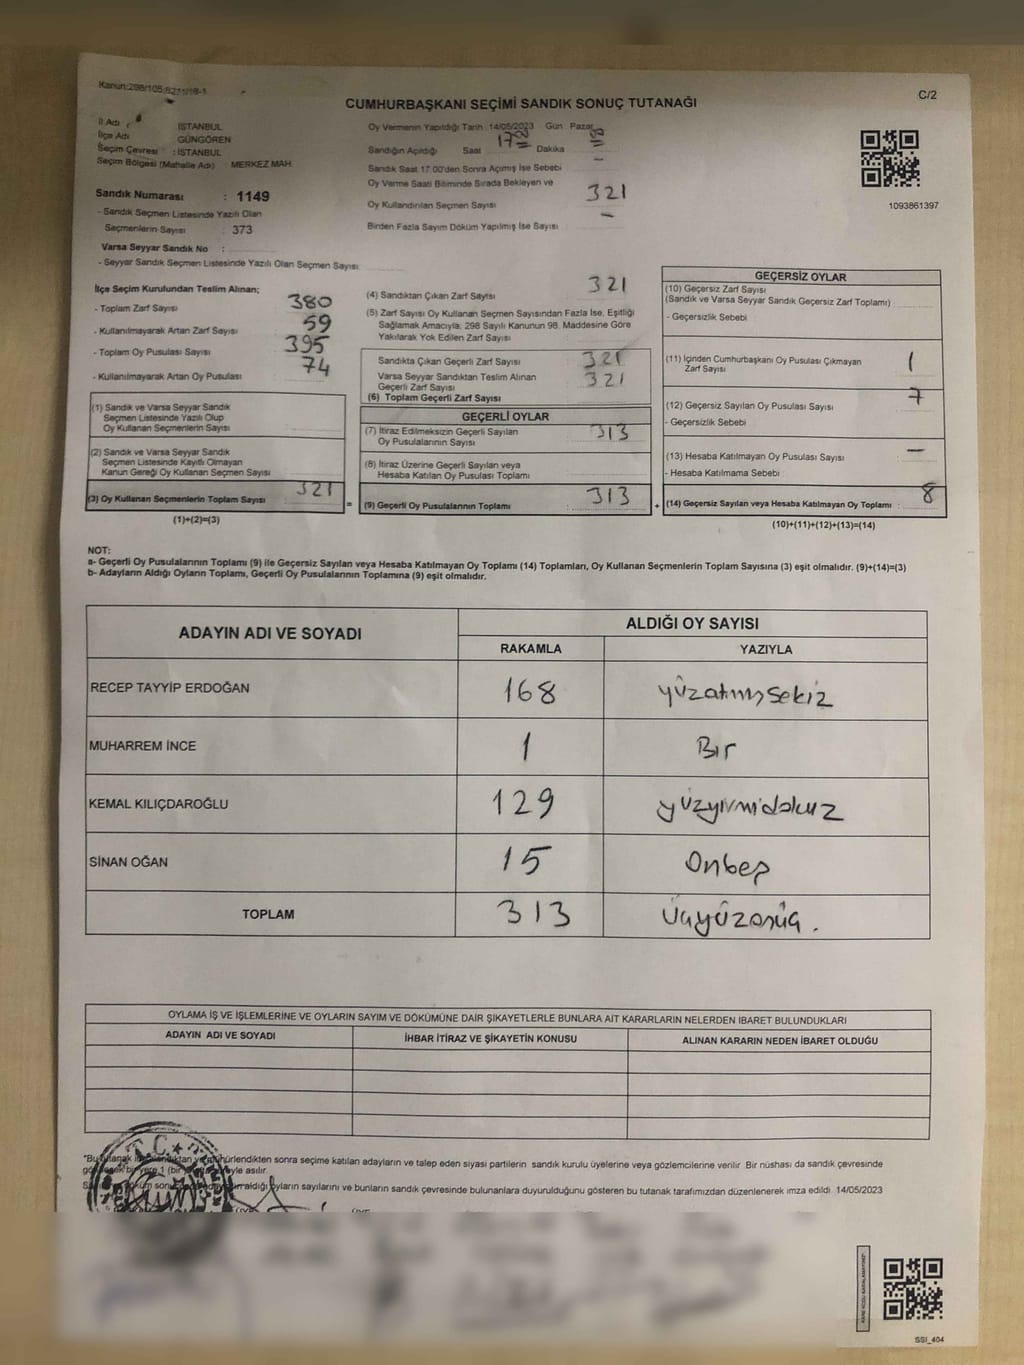 Kanun:298/105;6271/18-1
C/2
CUMHURBAŞKANI SEÇİMİ SANDIK SONUÇ TUTANAĞI
İl Adı : İSTANBUL
İlçe Adı GÜNGÖREN
Seçim Çevresi : İSTANBUL
Seçim Bölgesi (Mahalle Adı) : MERKEZ MAH.
Sandık Numarası : 1149
- Sandık Seçmen Listesinde Yazılı Olan
Seçmenlerin Sayısı : 373
Varsa Seyyar Sandık No :
- Seyyar Sandık Seçmen Listesinde Yazılı Olan Seçmen Sayısı:
Oy Vermenin Yapıldığı Tarih : 14/05/2023 Gün : Pazar
Sandığın Açıldığı Saat 17 00 Dakika
Sandık Saat 17:00'den Sonra Açımış İse Sebebi –
Oy Verme Saati Bitiminde Sırada Bekleyen ve
Oy Kullandırılan Seçmen Sayısı 321
Birden Fazla Sayım Döküm Yapılmış İse Sayısı –
1093861397
İlçe Seçim Kurulundan Teslim Alınan;
- Toplam Zarf Sayısı 380
- Kullanılmayarak Artan Zarf Sayısı 59
- Toplam Oy Pusulası Sayısı 395
- Kullanılmayarak Artan Oy Pusulası 74
(1) Sandık ve Varsa Seyyar Sandık
Seçmen Listesinde Yazılı Olup
Oy Kullanan Seçmenlerin Sayısı
(2) Sandık ve Varsa Seyyar Sandık
Seçmen Listesinde Kayıtlı Olmayan
Kanun Gereği Oy Kullanan Seçmen Sayısı
(3) Oy Kullanan Seçmenlerin Toplam Sayısı 321
(1)+(2)=(3)
(4) Sandıktan Çıkan Zarf Sayısı 321
(5) Zarf Sayısı Oy Kullanan Seçmen Sayısından Fazla İse, Eşitliği
Sağlamak Amacıyla, 298 Sayılı Kanunun 98. Maddesine Göre
Yakılarak Yok Edilen Zarf Sayısı
Sandıkta Çıkan Geçerli Zarf Sayısı 321
Varsa Seyyar Sandıktan Teslim Alınan
Geçerli Zarf Sayısı 321
(6) Toplam Geçerli Zarf Sayısı
GEÇERLİ OYLAR
(7) İtiraz Edilmeksizin Geçerli Sayılan
Oy Pusulalarının Sayısı 313
(8) İtiraz Üzerine Geçerli Sayılan veya
Hesaba Katılan Oy Pusulası Toplamı
= (9) Geçerli Oy Pusulalarının Toplamı 313
GEÇERSİZ OYLAR
(10) Geçersiz Zarf Sayısı
(Sandık ve Varsa Seyyar Sandık Geçersiz Zarf Toplamı)
- Geçersizlik Sebebi
(11) İçinden Cumhurbaşkanı Oy Pusulası Çıkmayan
Zarf Sayısı 1
(12) Geçersiz Sayılan Oy Pusulası Sayısı 7
- Geçersizlik Sebebi
(13) Hesaba Katılmayan Oy Pusulası Sayısı –
- Hesaba Katılmama Sebebi
+ (14) Geçersiz Sayılan veya Hesaba Katılmayan Oy Toplamı : 8
(10)+(11)+(12)+(13)=(14)
NOT:
a- Geçerli Oy Pusulalarının Toplamı (9) ile Geçersiz Sayılan veya Hesaba Katılmayan Oy Toplamı (14) Toplamları, Oy Kullanan Seçmenlerin Toplam Sayısına (3) eşit olmalıdır. (9)+(14)=(3)
b- Adayların Aldığı Oyların Toplamı, Geçerli Oy Pusulalarının Toplamına (9) eşit olmalıdır.
ADAYIN ADI VE SOYADI ALDIĞI OY SAYISI
RAKAMLA YAZIYLA
RECEP TAYYİP ERDOĞAN 168 yüzatmışsekiz
MUHARREM İNCE 1 Bir
KEMAL KILIÇDAROĞLU 129 yüzyirmidokuz
SİNAN OĞAN 15 Onbeş
TOPLAM 313 üçyüzonüç.
OYLAMA İŞ VE İŞLEMLERİNE VE OYLARIN SAYIM VE DÖKÜMÜNE DAİR ŞİKAYETLERLE BUNLARA AİT KARARLARIN NELERDEN İBARET BULUNDUKLARI
ADAYIN ADI VE SOYADI İHBAR İTİRAZ VE ŞİKAYETİN KONUSU ALINAN KARARIN NEDEN İBARET OLDUĞU
T.C.
*Bu tutanak mühürlendikten sonra seçime katılan adayların ve talep eden siyasi partilerin sandık kurulu üyelerine veya gözlemcilerine verilir. Bir nüshası da sandık çevresinde
bir yere 1 asılır.
oyların sayılarını ve bunların sandık çevresinde bulunanlara duyurulduğunu gösteren bu tutanak tarafımızdan düzenlenerek imza edildi 14/05/2023
SSI_404